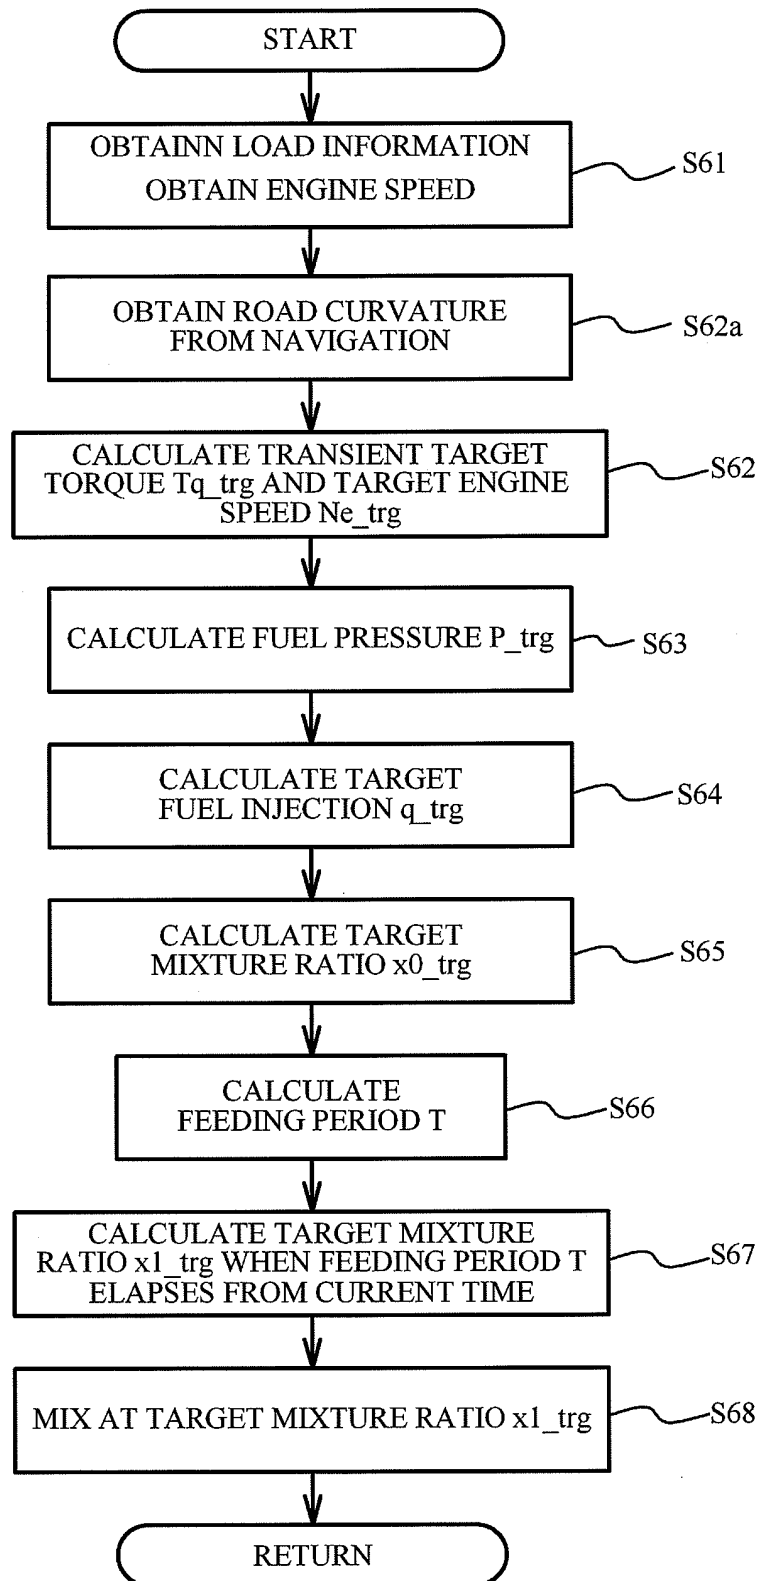 START
OBTAINN LOAD INFORMATION
OBTAIN ENGINE SPEED
S61
OBTAIN ROAD CURVATURE
FROM NAVIGATION
S62a
CALCULATE TRANSIENT TARGET
TORQUE Tq_trg AND TARGET ENGINE
SPEED Ne_trg
S62
CALCULATE FUEL PRESSURE P_trg
S63
CALCULATE TARGET
FUEL INJECTION q_trg
S64
CALCULATE TARGET
MIXTURE RATIO x0_trg
S65
CALCULATE
FEEDING PERIOD T
S66
CALCULATE TARGET MIXTURE
RATIO x1_trg WHEN FEEDING PERIOD T
ELAPSES FROM CURRENT TIME
S67
MIX AT TARGET MIXTURE RATIO x1_trg
S68
RETURN